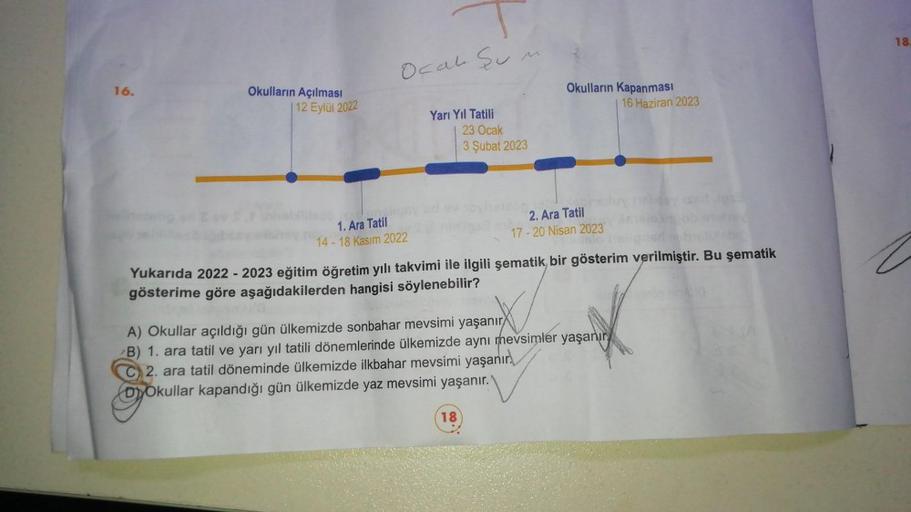 18.
16.
Okulların Açılması
12 Eylül 2022
Yarı Yıl Tatili
23 Ocak
3 Şubat 2023
Okulların Kapanması
16 Haziran 2023
1. Ara Tatil
14 - 18 Kasım 2022
2. Ara Tatil
17 - 20 Nisan 2023
Yukarıda 2022 - 2023 eğitim öğretim yılı takvimi ile ilgili şematik bir gösterim verilmiştir. Bu şematik
gösterime göre aşağıdakilerden hangisi söylenebilir?
A) Okullar açıldığı gün ülkemizde sonbahar mevsimi yaşanır.
B) 1. ara tatil ve yarı yıl tatili dönemlerinde ülkemizde aynı mevsimler yaşanır.
C) 2. ara tatil döneminde ülkemizde ilkbahar mevsimi yaşanır.
D) Okullar kapandığı gün ülkemizde yaz mevsimi yaşanır.
18